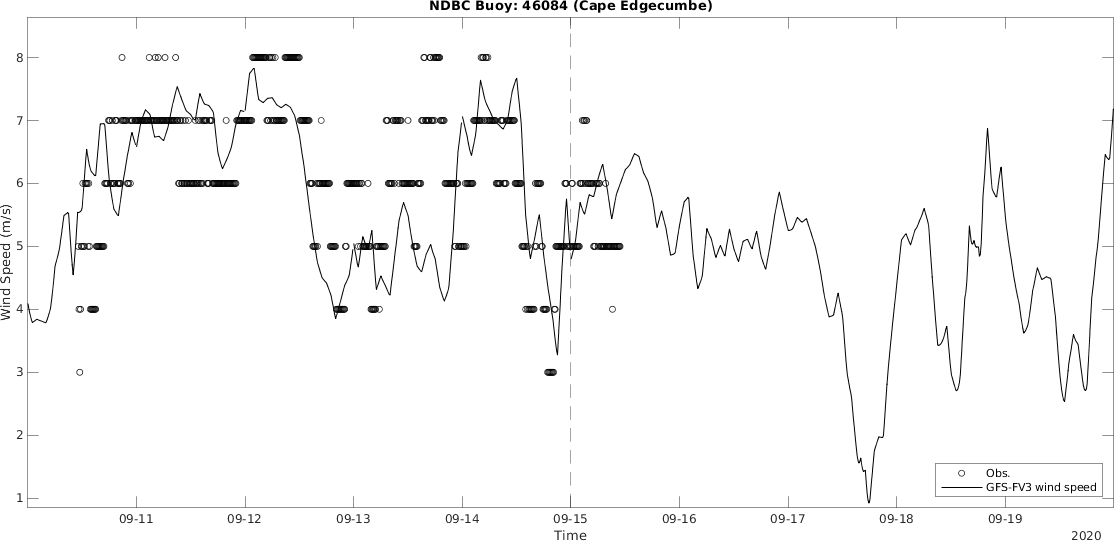 NDBC Buoy: 46084 (Cape Edgecumbe)
Wind Speed (m/s)
8
7
6
5
4
3
2
1
09-11 09-12 09-13 09-14 09-15 09-16 09-17 09-18 09-19
Time
2020
Obs.
GFS-FV3 wind speed